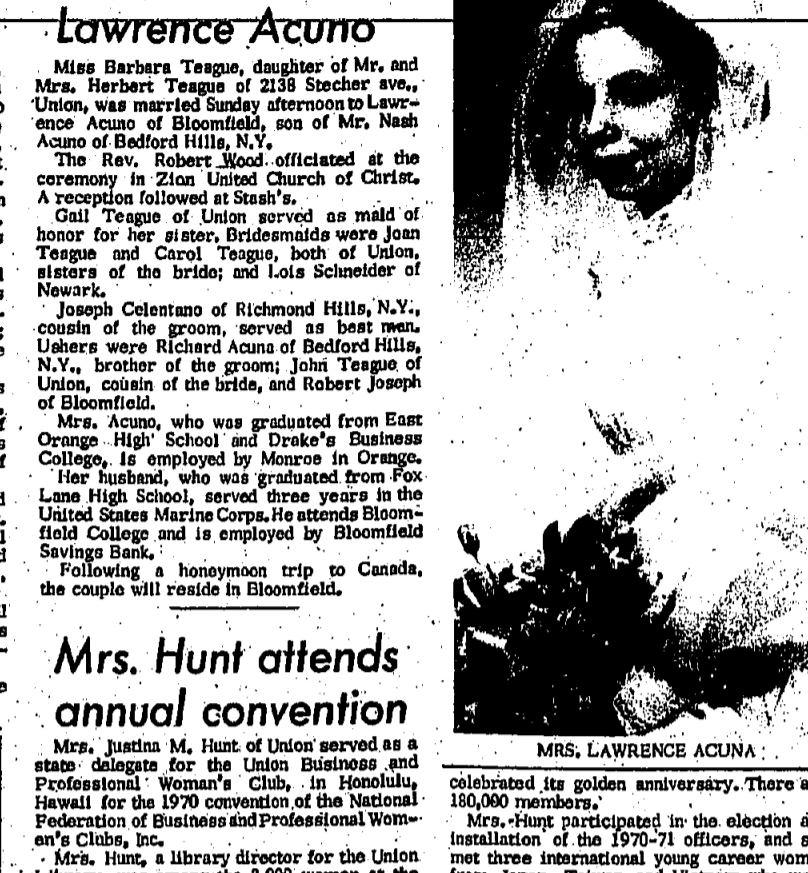 Lawrence Acuno
Miss Barbara Teague, daughter of Mr. and
Mrs. Herbert Teague of 2138 Stecher ave.,
Union, was married Sunday afternoon to Lawr-
ence Acuno of Bloomfield, son of Mr. Nash
Acuno of Bedford Hills, N.Y.
The Rev. Robert Wood officiated at the
ceremony in Zion United Church of Christ.
A reception followed at Stash's.
Gail Teague of Union served as maid of
honor for her sister. Bridesmaids were Joan
Teague and Carol Teague, both of Union,
sisters of the bride; and Lois Schneider of
Newark.
Joseph Celentano of Richmond Hills, N.Y.,
cousin of the groom, served as best man.
Ushers were Richard Acuna of Bedford Hills,
N.Y., brother of the groom; John Teague of
Union, cousin of the bride, and Robert Joseph
of Bloomfield.
Mrs. Acuno, who was graduated from East
Orange High School and Drake's Business
College, is employed by Monroe in Orange.
Her husband, who was graduated from Fox
Lane High School, served three years in the
United States Marine Corps. He attends Bloom-
field College and is employed by Bloomfield
Savings Bank.
Following a honeymoon trip to Canada,
the couple will reside in Bloomfield.
Mrs. Hunt attends
annual convention
Mrs. Justina M. Hunt of Union served as a
state delegate for the Union Business and
Professional Woman's Club, in Honolulu,
Hawaii for the 1970 convention of the National
Federation of Business and Professional Wom-
en's Clubs, Inc.
Mrs. Hunt, a library director for the Union
MRS. LAWRENCE ACUNA
celebrated its golden anniversary. There
180,000 members.
Mrs. Hunt participated in the election
installation of the 1970-71 officers, and
met three international young career